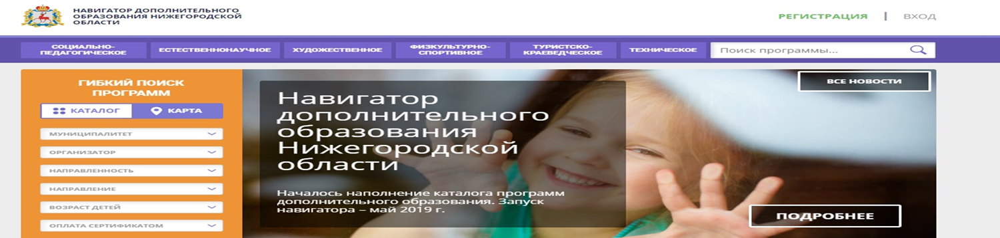 НАВИГАТОР ДОПОЛНИТЕЛЬНОГО
ОБРАЗОВАНИЯ НИЖЕГОРОДСКОЙ
ОБЛАСТИ
РЕГИСТРАЦИЯ | ВХОД
СОЦИАЛЬНО-
ПЕДАГОГИЧЕСКОЕ
ЕСТЕСТВЕННОНАУЧНОЕ
ХУДОЖЕСТВЕННОЕ
ФИЗКУЛЬТУРНО-
СПОРТИВНОЕ
ТУРИСТСКО-
КРАЕВЕДЧЕСКОЕ
ТЕХНИЧЕСКОЕ
Поиск программы...
ГИБКИЙ ПОИСК
ПРОГРАММ
КАТАЛОГ
КАРТА
МУНИЦИПАЛИТЕТ
ОРГАНИЗАТОР
НАПРАВЛЕННОСТЬ
НАПРАВЛЕНИЕ
ВОЗРАСТ ДЕТЕЙ
ОПЛАТА СЕРТИФИКАТОМ
ВСЕ НОВОСТИ
Навигатор
дополнительного
образования
Нижегородской
области
Началось наполнение каталога программ
дополнительного образования. Запуск
навигатора – май 2019 г.
ПОДРОБНЕЕ